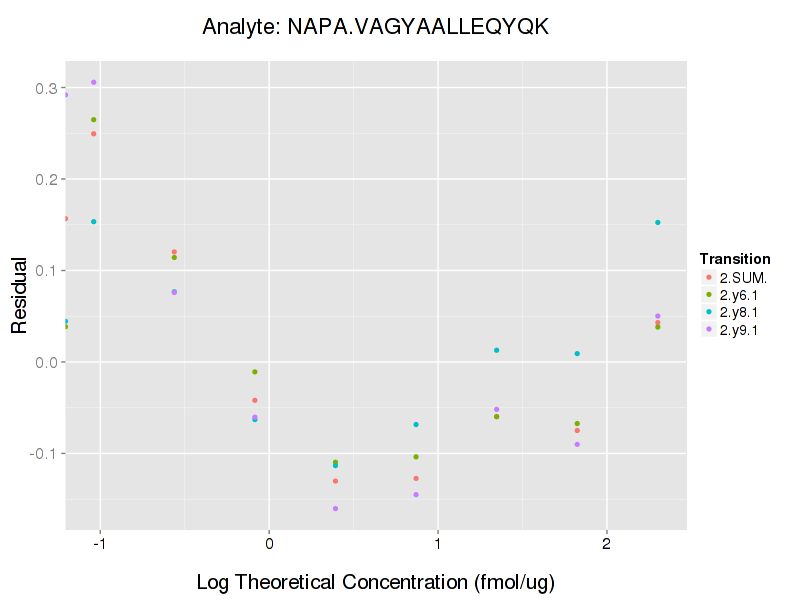 Analyte: NAPA.VAGYAALLEQYQK
0.3
0.2
0.1
0.0
-0.1
Residual
-1
0
1
2
Log Theoretical Concentration (fmol/ug)
Transition
2.SUM.
2.y6.1
2.y8.1
2.y9.1